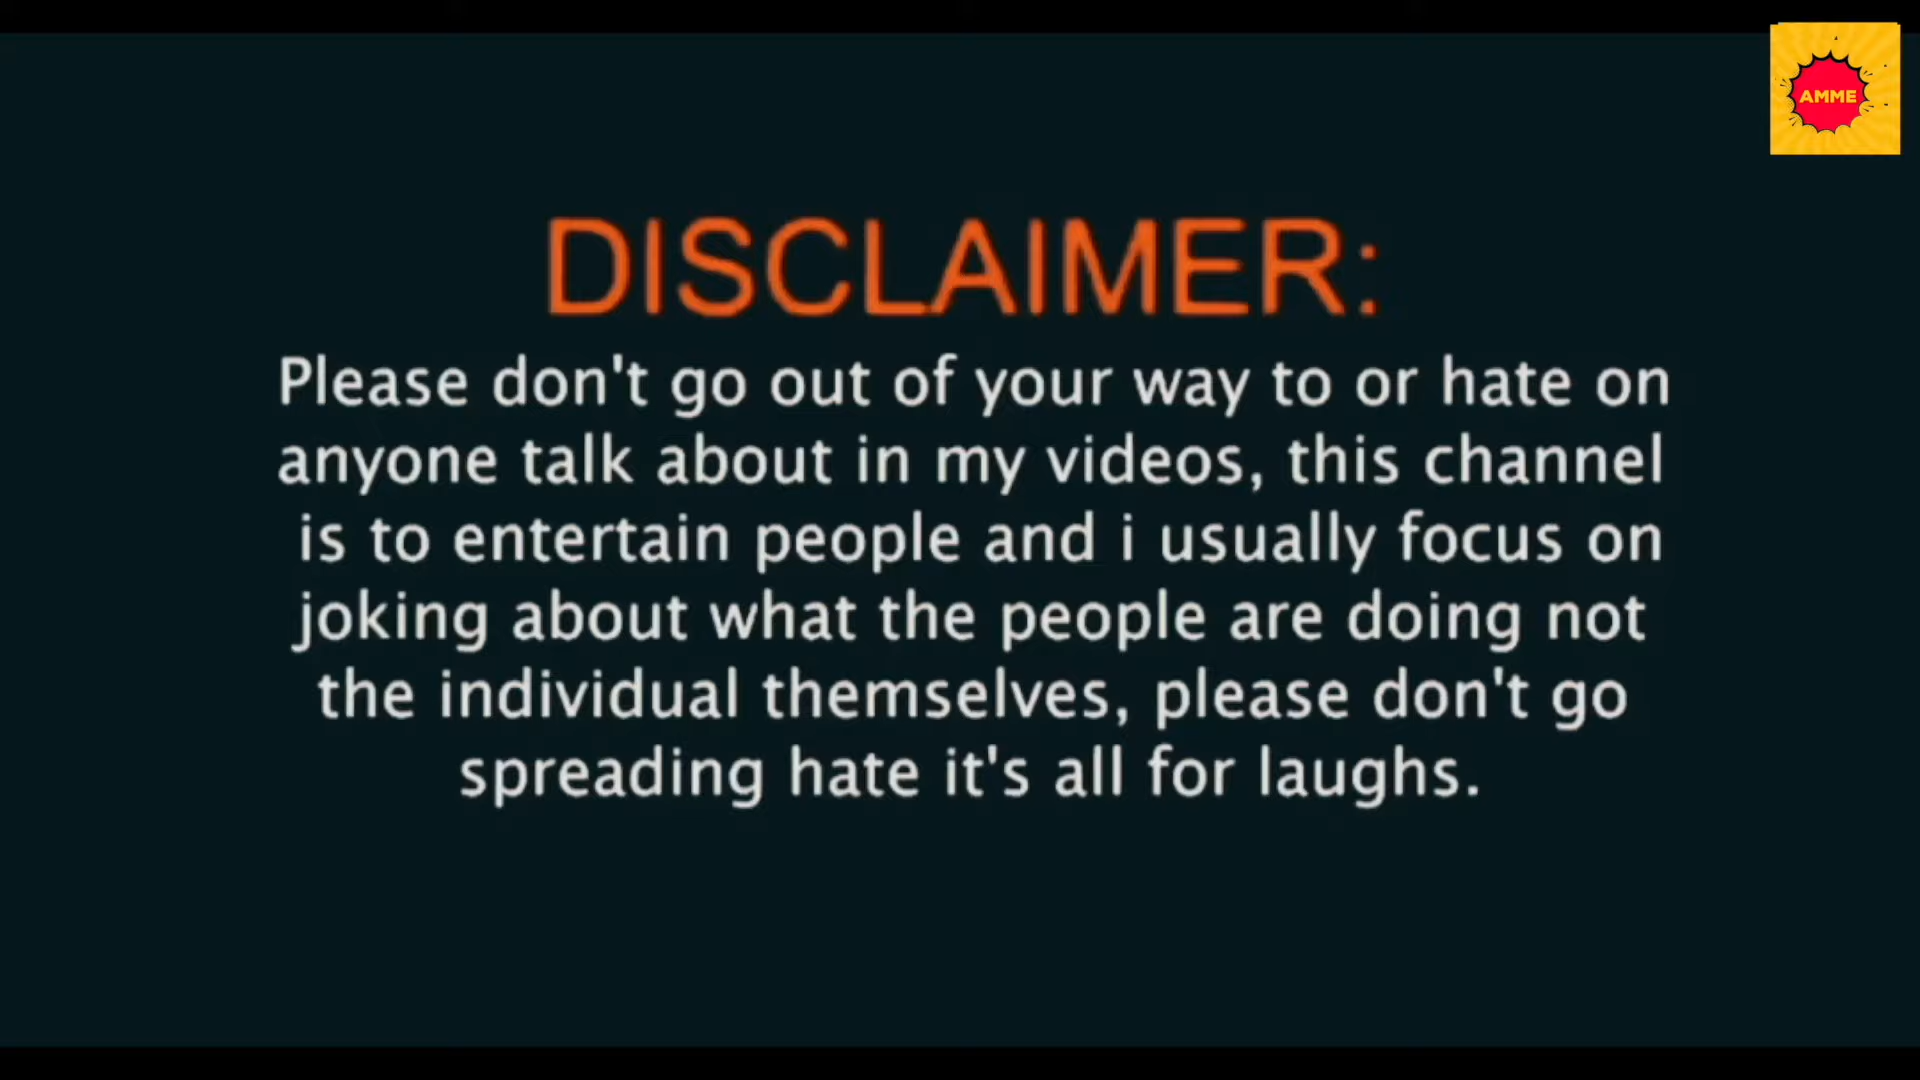 AMME
DISCLAIMER:
Please don't go out of your way to or hate on
anyone talk about in my videos, this channel
is to entertain people and i usually focus on
joking about what the people are doing not
the individual themselves, please don't go
spreading hate it's all for laughs.